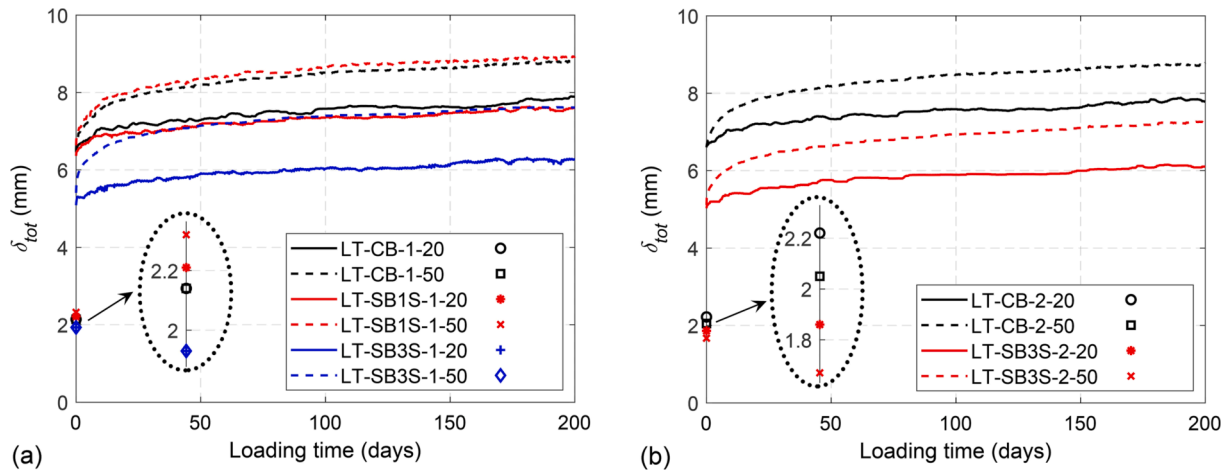 10
8
6
4
2
0
δtot (mm)
2.2
2
LT-CB-1-20
LT-CB-1-50
LT-SB1S-1-20
LT-SB1S-1-50
LT-SB3S-1-20
LT-SB3S-1-50
0 50 100 150 200
(a) Loading time (days)
10
8
6
4
2
0
δtot (mm)
2.2
2
1.8
LT-CB-2-20
LT-CB-2-50
LT-SB3S-2-20
LT-SB3S-2-50
0 50 100 150 200
(b) Loading time (days)